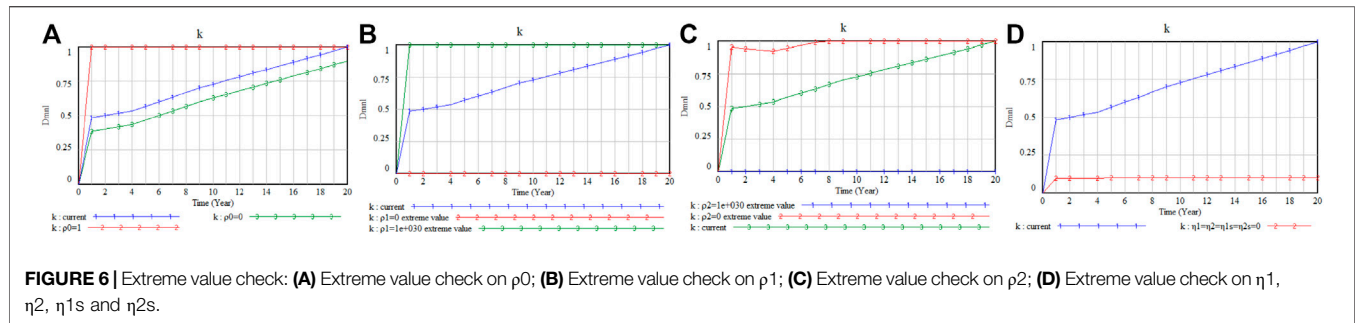 A
k
1
0.75
0.5
0.25
0
Dmnl
0 2 4 6 8 10 12 14 16 18 20
Time (Year)
k : current
k : ρ0=0
k : ρ0=1
B
k
1
0.75
0.5
0.25
0
Dmnl
0 2 4 6 8 10 12 14 16 18 20
Time (Year)
k : current
k : ρ1=0 extreme value
k : ρ1=1e+030 extreme value
C
k
1
0.75
0.5
0.25
0
Dmnl
0 2 4 6 8 10 12 14 16 18 20
Time (Year)
k : ρ2=1e+030 extreme value
k : ρ2=0 extreme value
k : current
D
k
1
0.75
0.5
0.25
0
Dmnl
0 2 4 6 8 10 12 14 16 18 20
Time (Year)
k : current
k : η1=η2=η1s=η2s=0
FIGURE 6 | Extreme value check: (A) Extreme value check on ρ0; (B) Extreme value check on ρ1; (C) Extreme value check on ρ2; (D) Extreme value check on η1,
η2, η1s and η2s.